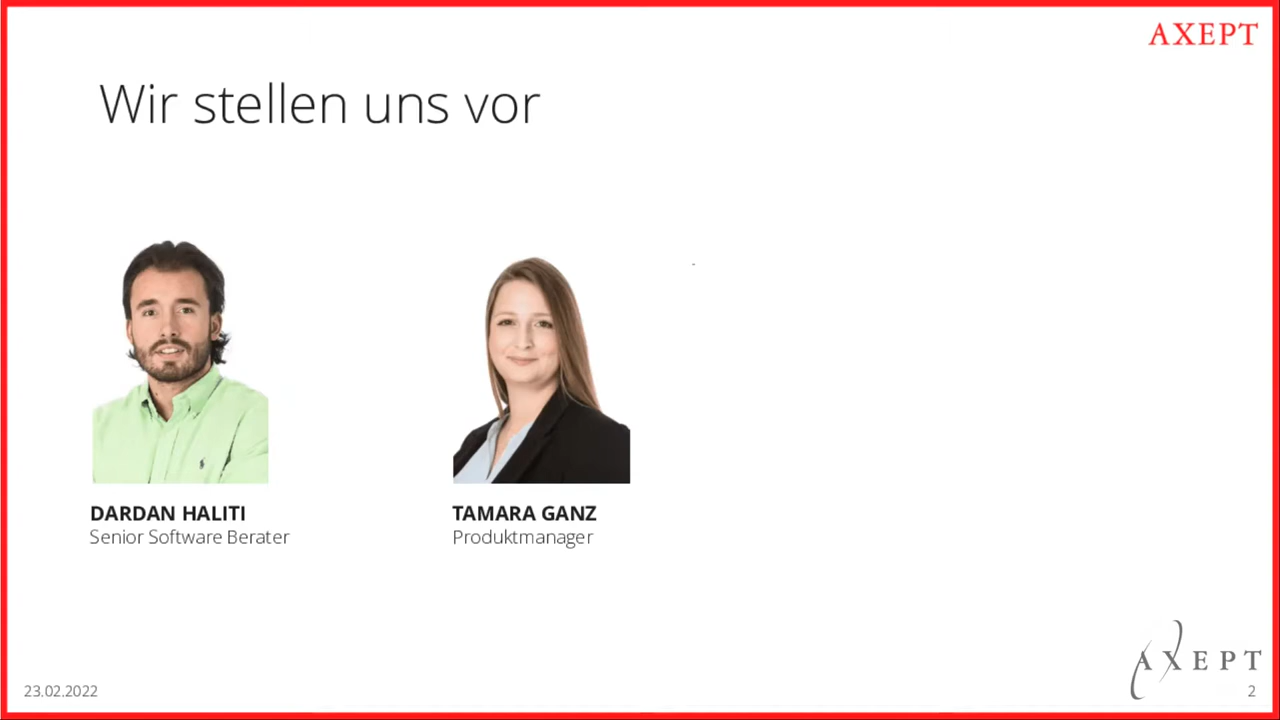 AXEPT
Wir stellen uns vor
DARDAN HALITI
Senior Software Berater
TAMARA GANZ
Produktmanager
AXEPT
23.02.2022
2